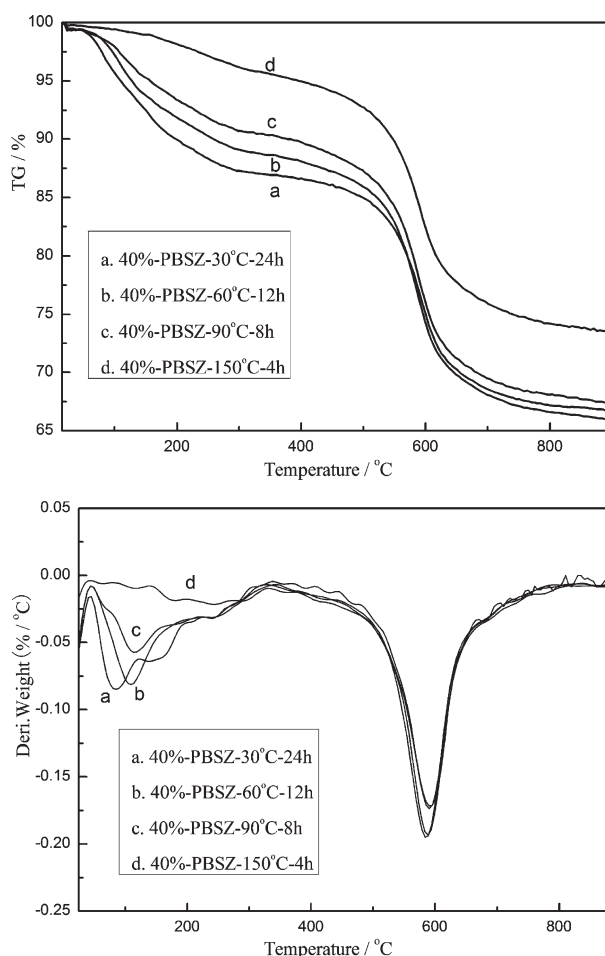 100
95
90
85
80
75
70
65
TG / %
d
c
b
a
a. 40%-PBSZ-30°C-24h
b. 40%-PBSZ-60°C-12h
c. 40%-PBSZ-90°C-8h
d. 40%-PBSZ-150°C-4h
200 400 600 800
Temperature / °C
0.05
0.00
-0.05
-0.10
-0.15
-0.20
-0.25
Deri.Weight (% / °C)
d
c
a b
a. 40%-PBSZ-30°C-24h
b. 40%-PBSZ-60°C-12h
c. 40%-PBSZ-90°C-8h
d. 40%-PBSZ-150°C-4h
200 400 600 800
Temperature / °C